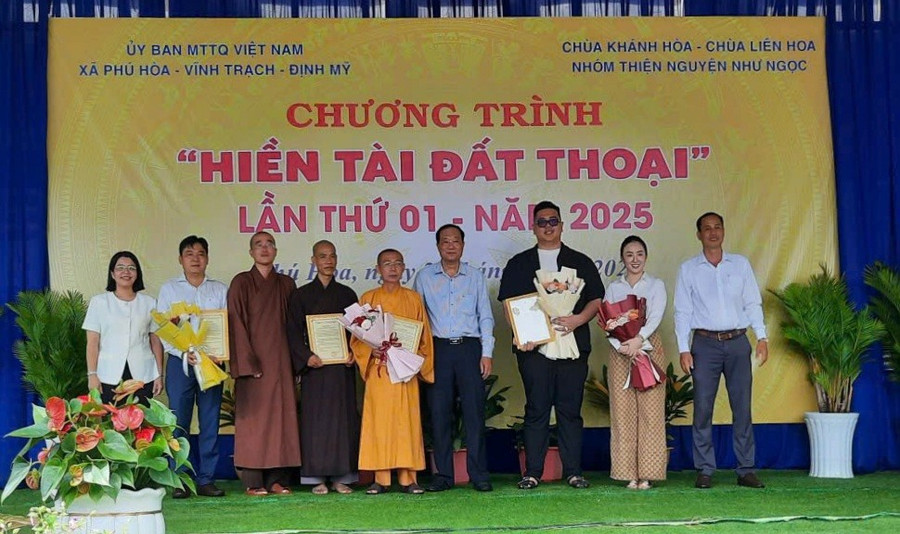 ỦY BAN MTTQ VIỆT NAM
XÃ PHÚ HÒA - VĨNH TRẠCH - ĐỊNH MỸ
CHÙA KHÁNH HÒA - CHÙA LIÊN HOA
NHÓM THIỆN NGUYỆN NHƯ NGỌC
CHƯƠNG TRÌNH
“HIỀN TÀI ĐẤT THOẠI”
LẦN THỨ 01 - NĂM 2025
Hòa,